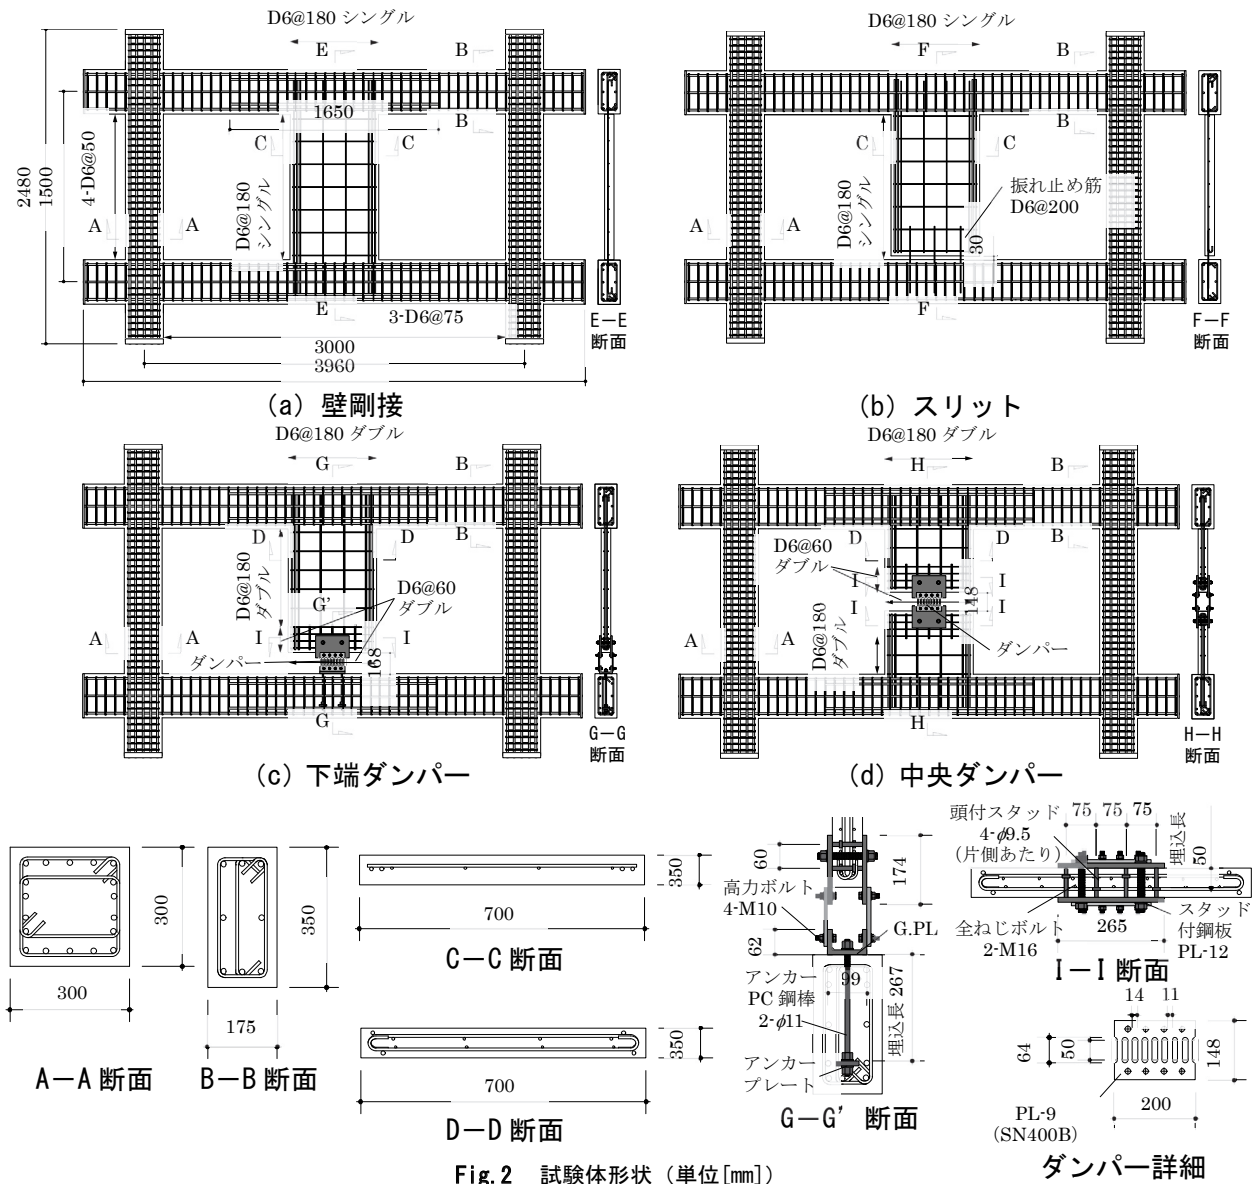 D6@180 シングル
E
B
1650
B
C
C
4-D6@50
2480
1500
D6@180
シングル
A
A
E
3-D6@75
E－E
断面
3000
3960
(a) 壁剛接
D6@180 シングル
F
B
B
C
C
D6@180
シングル
振れ止め筋
D6@200
30
A
A
F
F－F
断面
(b) スリット
D6@180 ダブル
G
B
B
D
D
D6@180
ダブル
G'
D6@60
ダブル
A
A
I
I
ダンパー
168
G
G－G
断面
(c) 下端ダンパー
D6@180 ダブル
H
B
B
D
D
D6@60
ダブル
I
I
I
I
148
D6@180
ダブル
A
A
ダンパー
H
H－H
断面
(d) 中央ダンパー
300
300
A－A 断面
350
175
B－B 断面
350
700
C－C 断面
350
700
D－D 断面
60
174
高力ボルト
4-M10
62
G.PL
アンカー
PC 鋼棒
2-φ11
99
埋込長 267
アンカー
プレート
G－G' 断面
頭付スタッド
4-φ9.5
(片側あたり)
75
75
75
埋込長
50
全ねじボルト
2-M16
265
スタッド
付鋼板
PL-12
I－I 断面
14
11
64
50
148
200
PL-9
(SN400B)
ダンパー詳細
Fig.2 試験体形状 (単位[mm])